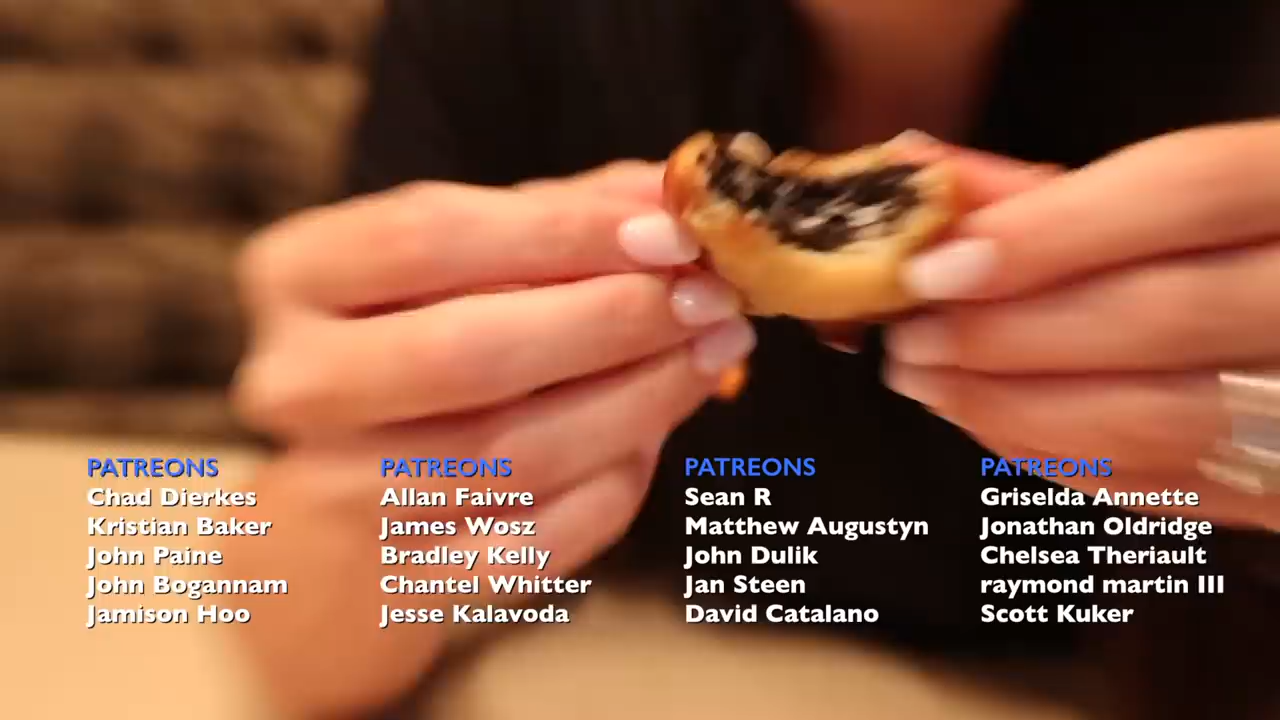 PATREONS
Chad Dierkes
Kristian Baker
John Paine
John Bogannam
Jamison Hoo
PATREONS
Allan Faivre
James Wosz
Bradley Kelly
Chantel Whitter
Jesse Kalavoda
PATREONS
Sean R
Matthew Augustyn
John Dulik
Jan Steen
David Catalano
PATREONS
Griselda Annette
Jonathan Oldridge
Chelsea Theriault
raymond martin III
Scott Kuker